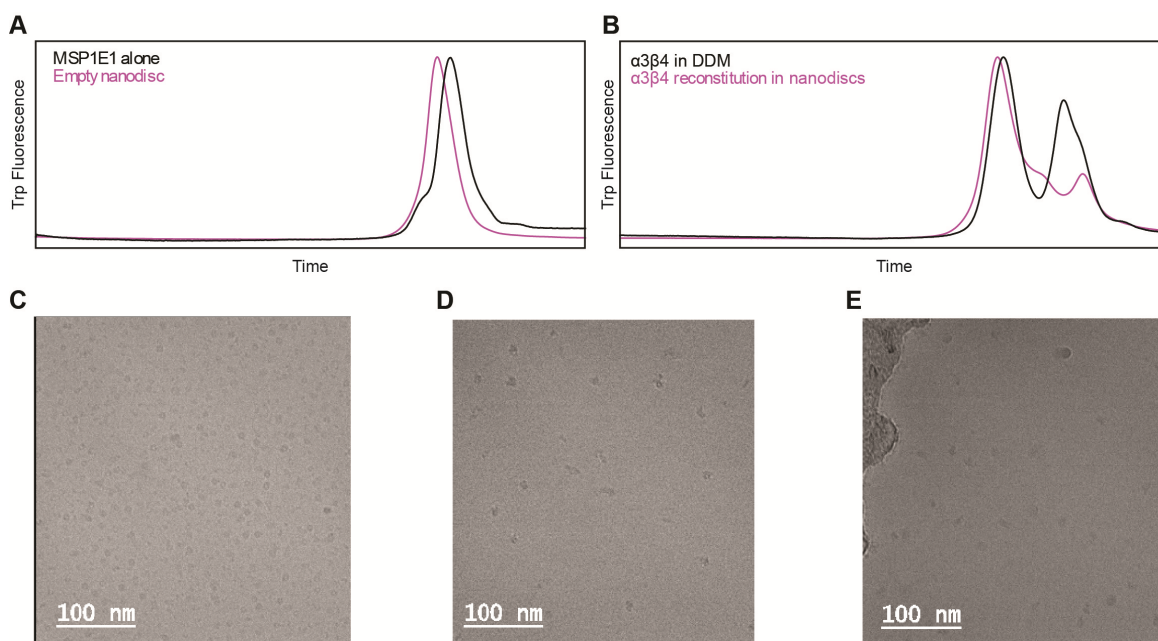 A
MSP1E1 alone
Empty nanodisc
Trp Fluorescence
Time
B
α3β4 in DDM
α3β4 reconstitution in nanodiscs
Trp Fluorescence
Time
C
100 nm
D
100 nm
E
100 nm